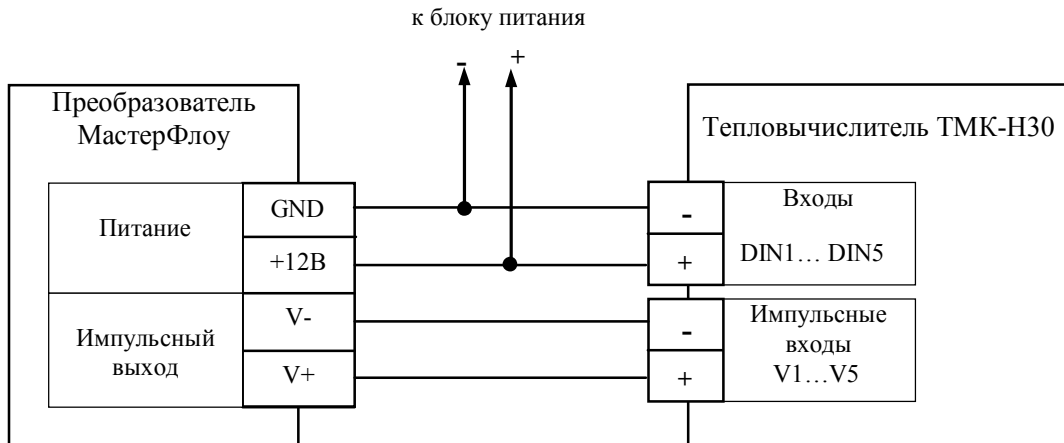 к блоку питания
- +
Преобразователь
МастерФлоу
Тепловычислитель ТМК-Н30
Питание
GND
+12В
-
+
Входы
DIN1... DIN5
Импульсный
выход
V-
V+
-
+
Импульсные
входы
V1...V5